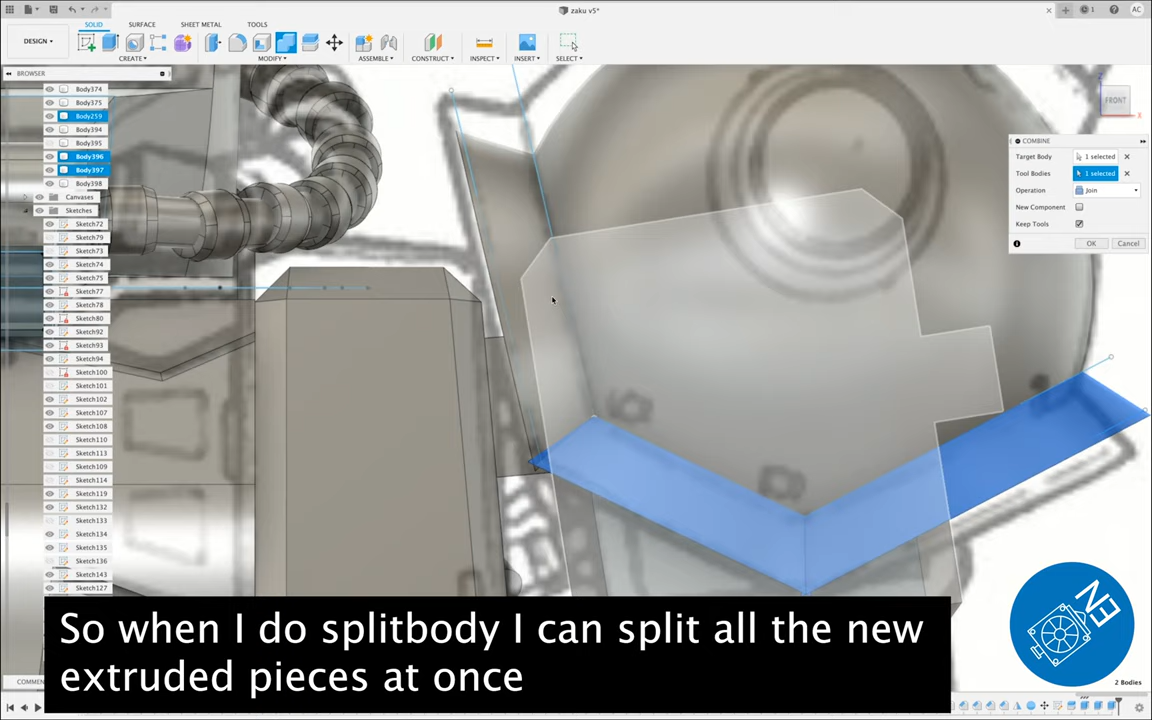 zaku v5*
AC
1
DESIGN
SOLID
SURFACE
SHEET METAL
TOOLS
CREATE
MODIFY
ASSEMBLE
CONSTRUCT
INSPECT
INSERT
SELECT
BROWSER
Body374
Body375
Body259
Body394
Body395
Body396
Body397
Body398
Canvases
Sketches
Sketch72
Sketch79
Sketch73
Sketch74
Sketch75
Sketch77
Sketch78
Sketch80
Sketch92
Sketch93
Sketch94
Sketch100
Sketch101
Sketch102
Sketch107
Sketch108
Sketch110
Sketch113
Sketch109
Sketch114
Sketch119
Sketch132
Sketch133
Sketch134
Sketch135
Sketch136
Sketch143
Sketch127
FRONT
Z
X
COMBINE
Target Body
1 selected
Tool Bodies
1 selected
Operation
Join
New Component
Keep Tools
OK
Cancel
So when I do splitbody I can split all the new
extruded pieces at once
2 Bodies